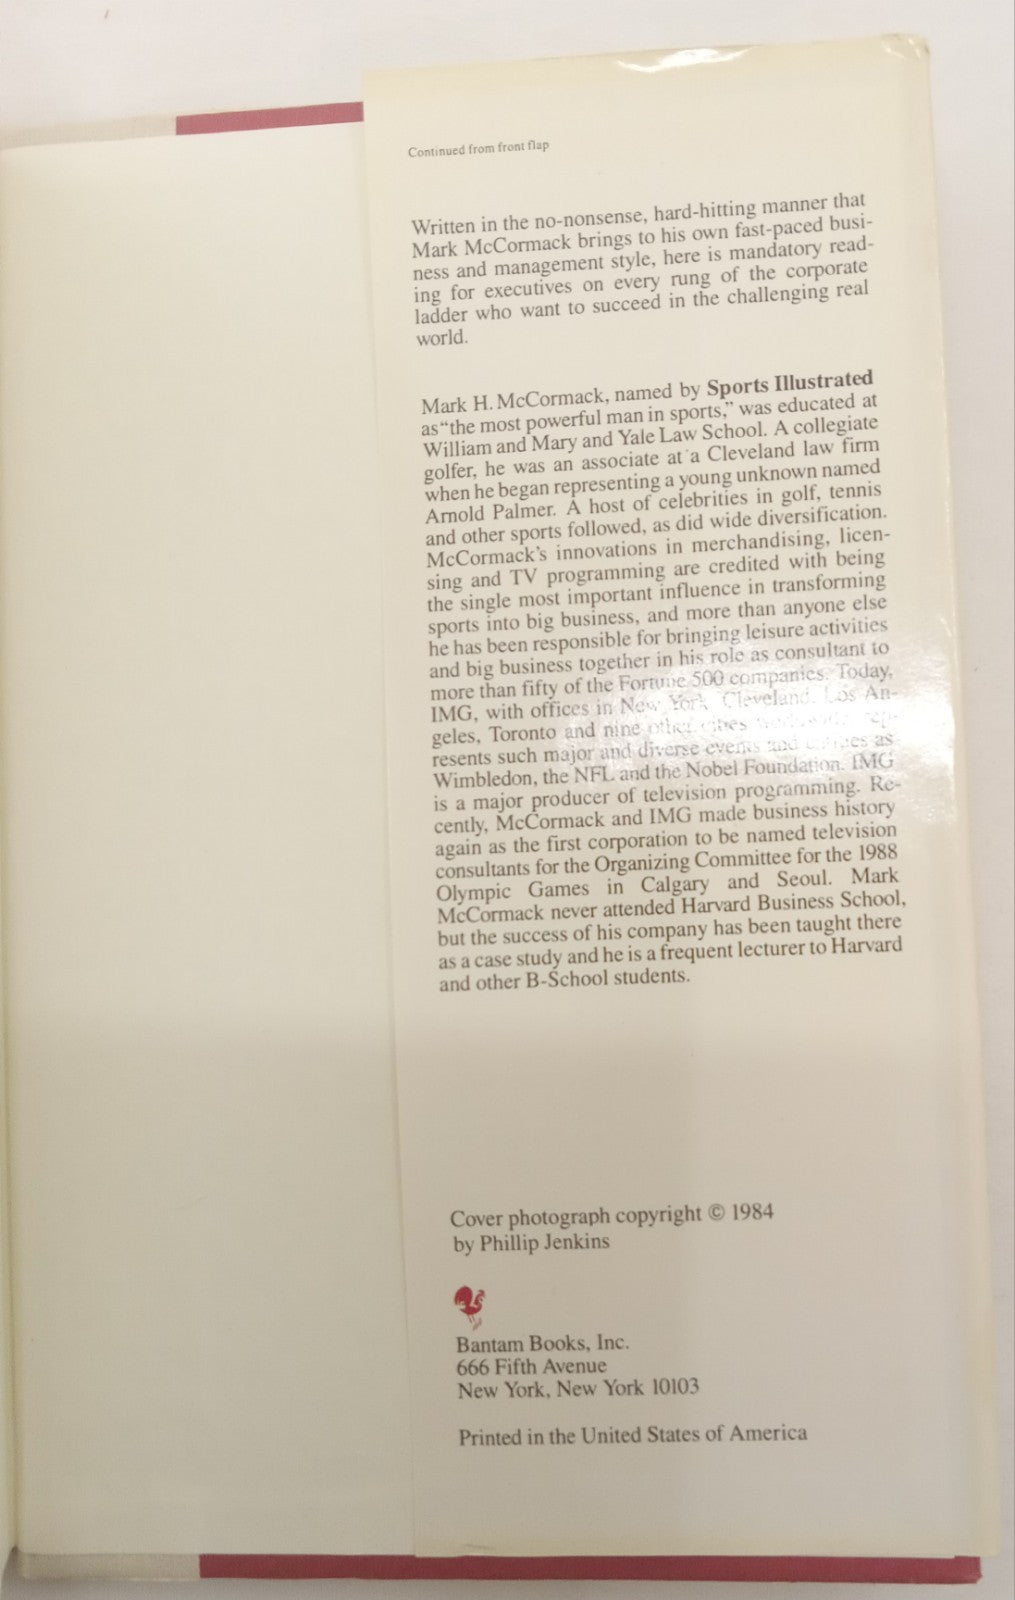 Continued from front flap
Written in the no-nonsense, hard-hitting manner that
Mark McCormack brings to his own fast-paced busi-
ness and management style, here is mandatory read-
ing for executives on every rung of the corporate
ladder who want to succeed in the challenging real
world.
Mark H. McCormack, named by Sports Illustrated
as “the most powerful man in sports,” was educated at
William and Mary and Yale Law School. A collegiate
golfer, he was an associate at a Cleveland law firm
when he began representing a young unknown named
Arnold Palmer. A host of celebrities in golf, tennis
and other sports followed, as did wide diversification.
McCormack's innovations in merchandising, licen-
sing and TV programming are credited with being
the single most important influence in transforming
sports into big business, and more than anyone else
he has been responsible for bringing leisure activities
and big business together in his role as consultant to
more than fifty of the Fortune 500 companies. Today,
IMG, with offices in New York, Cleveland, Los An-
geles, Toronto and nine other cities rep-
resents such major and diverse events and as
Wimbledon, the NFL and the Nobel Foundation. IMG
is a major producer of television programming. Re-
cently, McCormack and IMG made business history
again as the first corporation to be named television
consultants for the Organizing Committee for the 1988
Olympic Games in Calgary and Seoul. Mark
McCormack never attended Harvard Business School,
but the success of his company has been taught there
as a case study and he is a frequent lecturer to Harvard
and other B-School students.
Cover photograph copyright © 1984
by Phillip Jenkins
Bantam Books, Inc.
666 Fifth Avenue
New York, New York 10103
Printed in the United States of America